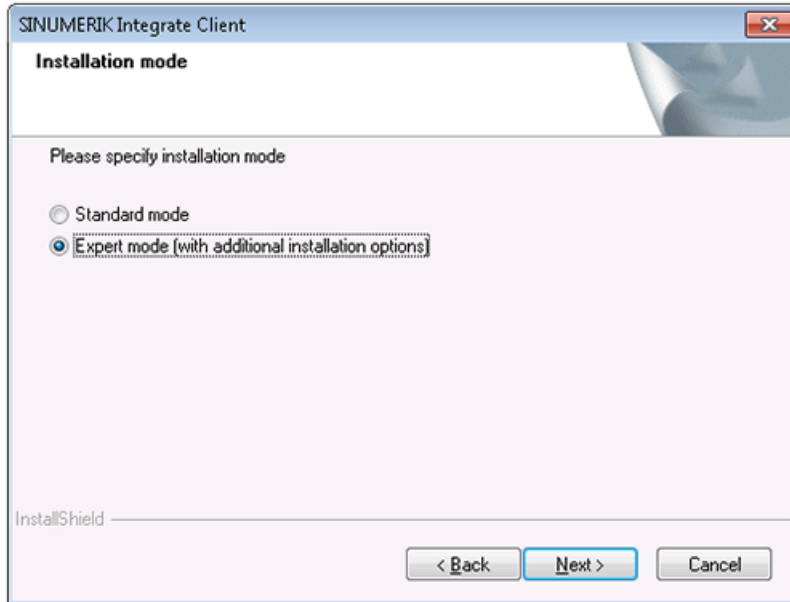 SINUMERIK Integrate Client
Installation mode
Please specify installation mode
Standard mode
Expert mode (with additional installation options)
InstallShield
< Back
Next >
Cancel